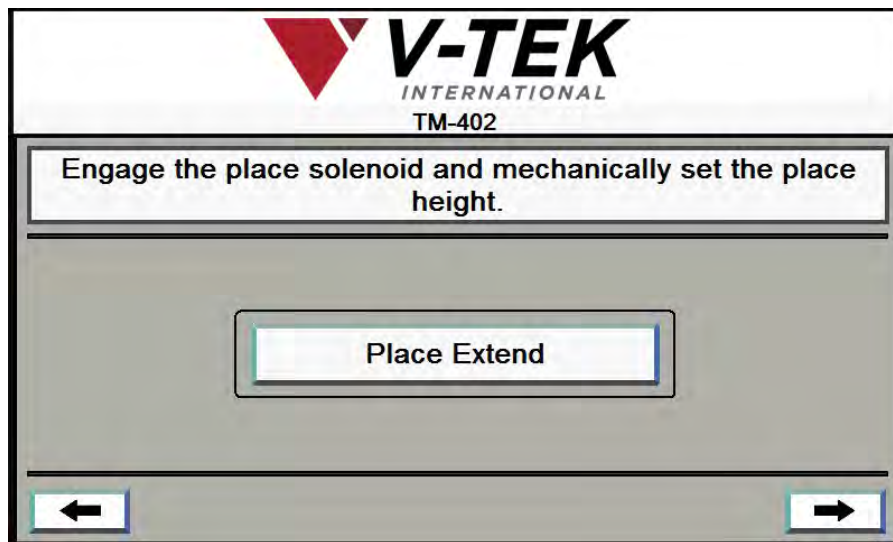 V-TEK
INTERNATIONAL
TM-402
Engage the place solenoid and mechanically set the place
height.
Place Extend